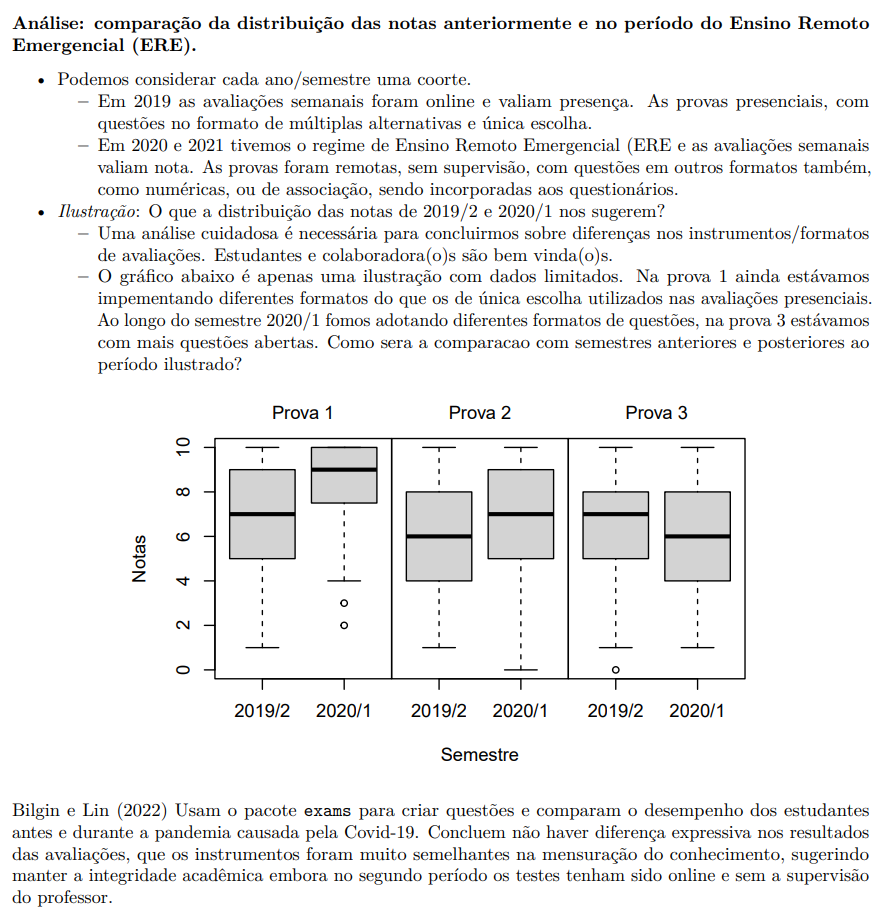 Análise: comparação da distribuição das notas anteriormente e no período do Ensino Remoto
Emergencial (ERE).
• Podemos considerar cada ano/semestre uma coorte.
– Em 2019 as avaliações semanais foram online e valiam presença. As provas presenciais, com
questões no formato de múltiplas alternativas e única escolha.
– Em 2020 e 2021 tivemos o regime de Ensino Remoto Emergencial (ERE e as avaliações semanais
valiam nota. As provas foram remotas, sem supervisão, com questões em outros formatos também,
como numéricas, ou de associação, sendo incorporadas aos questionários.
• Ilustração: O que a distribuição das notas de 2019/2 e 2020/1 nos sugerem?
– Uma análise cuidadosa é necessária para concluirmos sobre diferenças nos instrumentos/formatos
de avaliações. Estudantes e colaboradora(o)s são bem vinda(o)s.
– O gráfico abaixo é apenas uma ilustração com dados limitados. Na prova 1 ainda estávamos
impementando diferentes formatos do que os de única escolha utilizados nas avaliações presenciais.
Ao longo do semestre 2020/1 fomos adotando diferentes formatos de questões, na prova 3 estávamos
com mais questões abertas. Como sera a comparacao com semestres anteriores e posteriores ao
período ilustrado?
Prova 1 Prova 2 Prova 3
10
8
6
4
2
0
Notas
2019/2 2020/1 2019/2 2020/1 2019/2 2020/1
Semestre
Bilgin e Lin (2022) Usam o pacote exams para criar questões e comparam o desempenho dos estudantes
antes e durante a pandemia causada pela Covid-19. Concluem não haver diferença expressiva nos resultados
das avaliações, que os instrumentos foram muito semelhantes na mensuração do conhecimento, sugerindo
manter a integridade acadêmica embora no segundo período os testes tenham sido online e sem a supervisão
do professor.